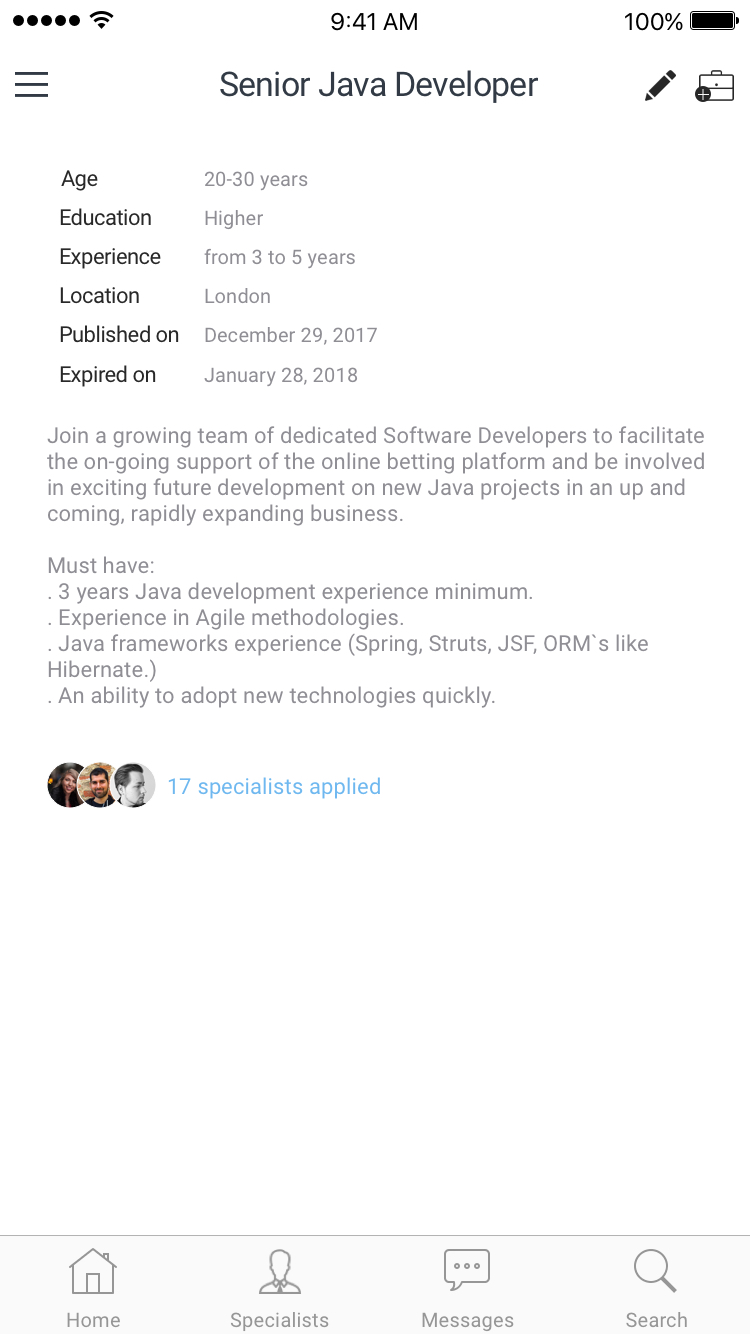 9:41 AM 100%
Senior Java Developer
Age 20-30 years
Education Higher
Experience from 3 to 5 years
Location London
Published on December 29, 2017
Expired on January 28, 2018
Join a growing team of dedicated Software Developers to facilitate
the on-going support of the online betting platform and be involved
in exciting future development on new Java projects in an up and
coming, rapidly expanding business.
Must have:
. 3 years Java development experience minimum.
. Experience in Agile methodologies.
. Java frameworks experience (Spring, Struts, JSF, ORM`s like
Hibernate.)
. An ability to adopt new technologies quickly.
17 specialists applied
Home Specialists Messages Search